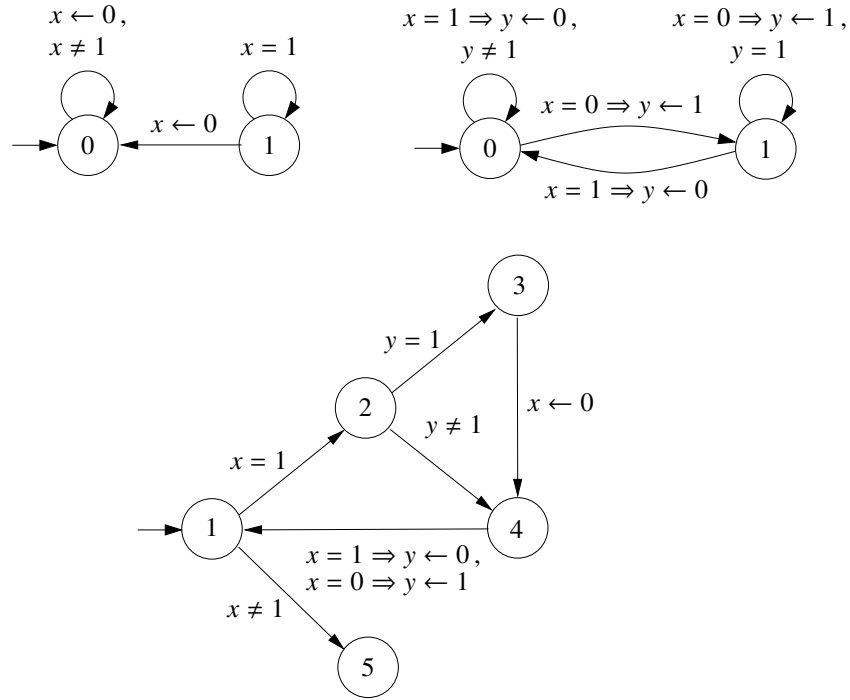 x ← 0 ,
x ≠ 1
x = 1
x ← 0
0
1
x = 1 ⇒ y ← 0 ,
y ≠ 1
x = 0 ⇒ y ← 1 ,
y = 1
x = 0 ⇒ y ← 1
0
1
x = 1 ⇒ y ← 0
3
y = 1
2
x ← 0
y ≠ 1
x = 1
1
4
x = 1 ⇒ y ← 0 ,
x = 0 ⇒ y ← 1
x ≠ 1
5